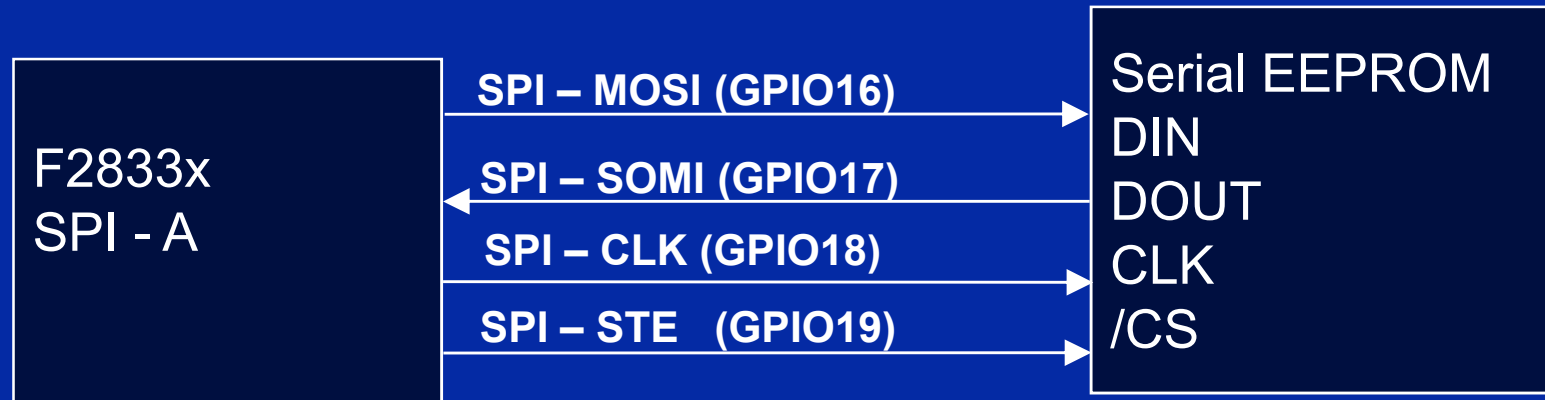 F2833x
SPI - A
SPI – MOSI (GPIO16)
SPI – SOMI (GPIO17)
SPI – CLK (GPIO18)
SPI – STE (GPIO19)
Serial EEPROM
DIN
DOUT
CLK
/CS